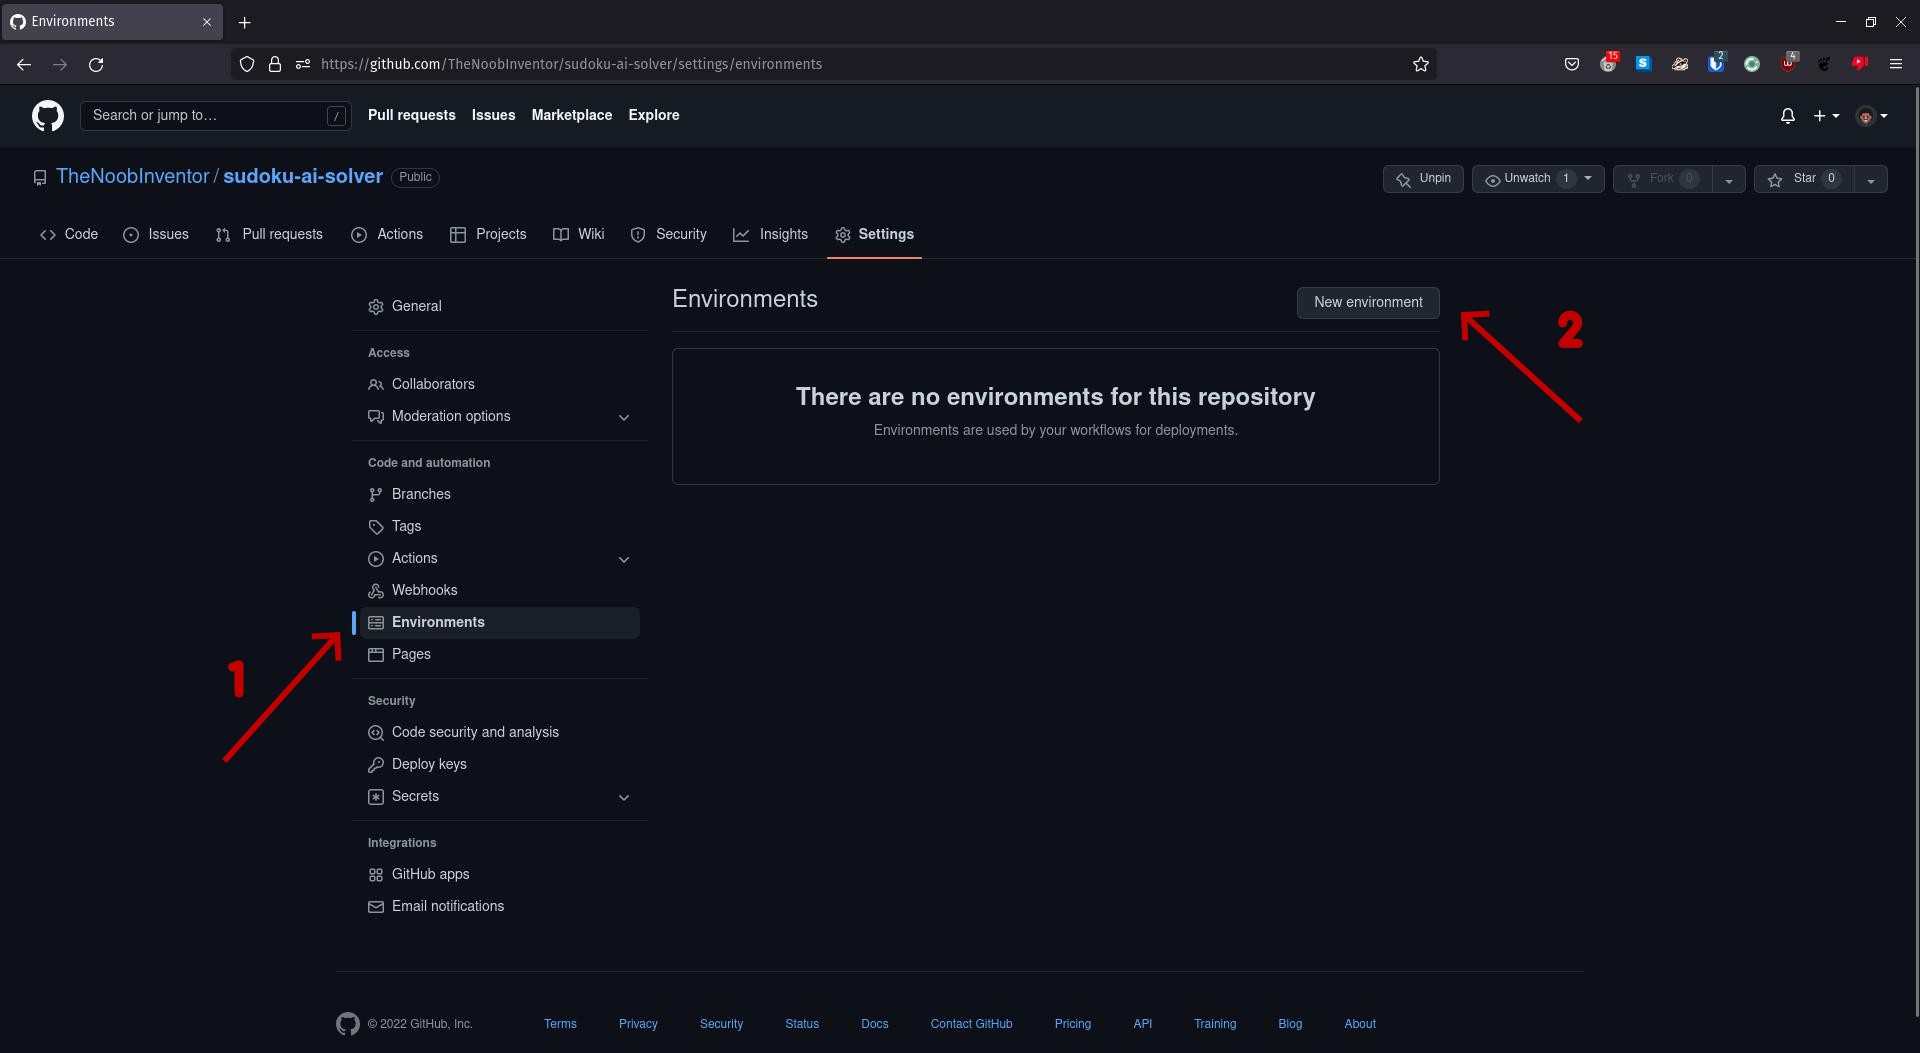 Environments
https://github.com/TheNoobInventor/sudoku-ai-solver/settings/environments
15
S
2
4
Search or jump to… /
Pull requests Issues Marketplace Explore
TheNoobInventor / sudoku-ai-solver Public
Unpin Unwatch 1 Fork 0 Star 0
Code Issues Pull requests Actions Projects Wiki Security Insights Settings
General
Access
Collaborators
Moderation options
Code and automation
Branches
Tags
Actions
Webhooks
Environments
Pages
Security
Code security and analysis
Deploy keys
Secrets
Integrations
GitHub apps
Email notifications
1
Environments
New environment
2
There are no environments for this repository
Environments are used by your workflows for deployments.
© 2022 GitHub, Inc. Terms Privacy Security Status Docs Contact GitHub Pricing API Training Blog About